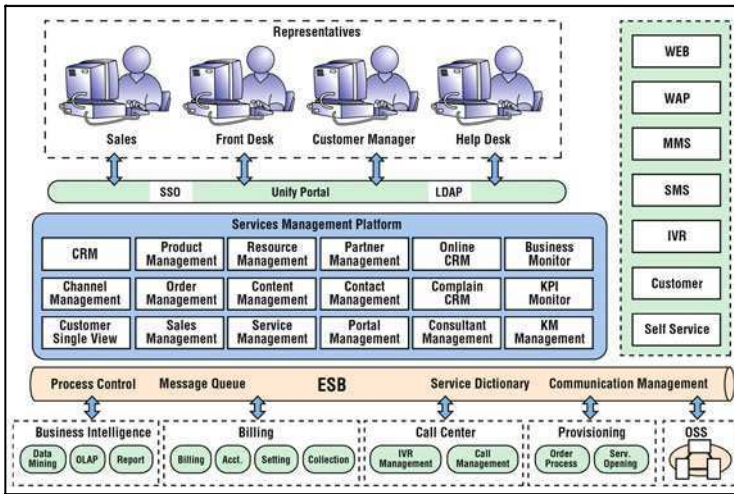 Representatives
Sales
Front Desk
Customer Manager
Help Desk
SSO
Unify Portal
LDAP
Services Management Platform
CRM
Product
Management
Resource
Management
Partner
Management
Online
CRM
Business
Monitor
Channel
Management
Order
Management
Content
Management
Contact
Management
Complain
CRM
KPI
Monitor
Customer
Single View
Sales
Management
Service
Management
Portal
Management
Consultant
Management
KM
Management
WEB
WAP
MMS
SMS
IVR
Customer
Self Service
Process Control
Message Queue
ESB
Service Dictionary
Communication Management
Business Intelligence
Data
Mining
OLAP
Report
Billing
Billing
Acct.
Setting
Collection
Call Center
IVR
Management
Call
Management
Provisioning
Order
Process
Serv.
Opening
OSS